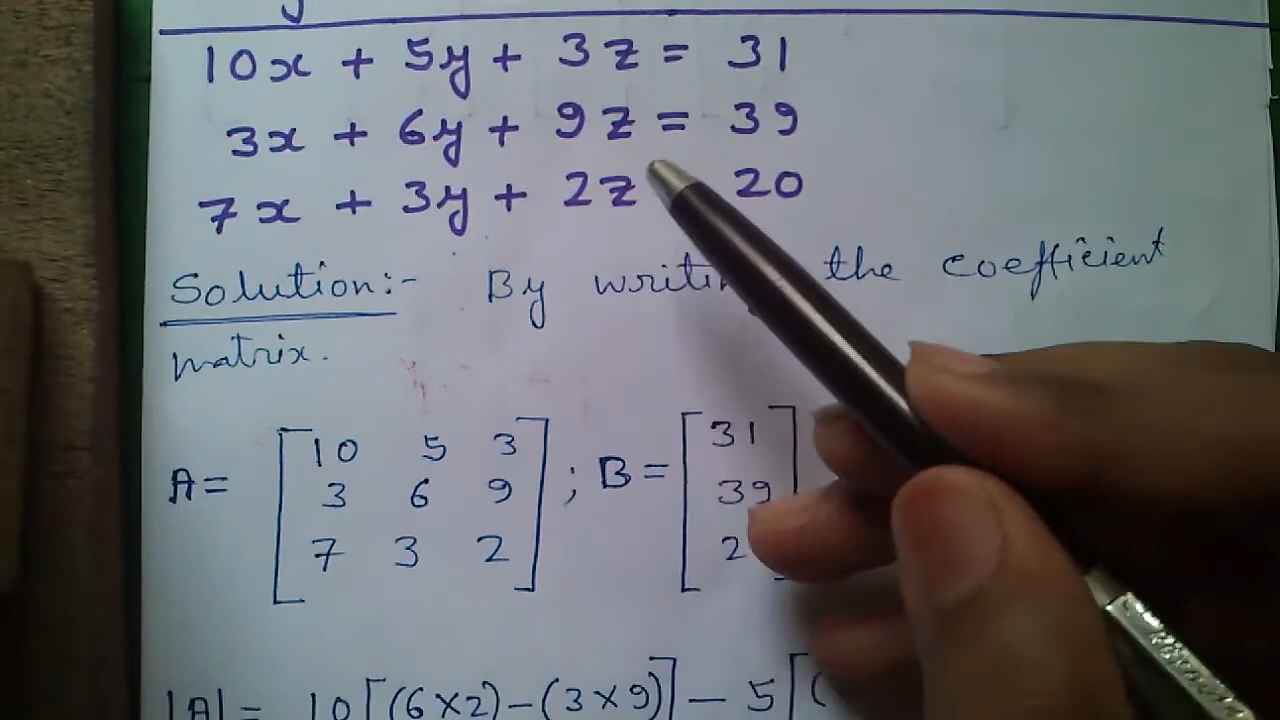 10x + 5y + 3z = 31
3x + 6y + 9z = 39
7x + 3y + 2z 20
Solution:- By the coefficient
matrix.
A= [10 5 3
3 6 9
7 3 2] ; B= [31
39
2
|A|= 10[(6×2)-(3×9)] - 5[(